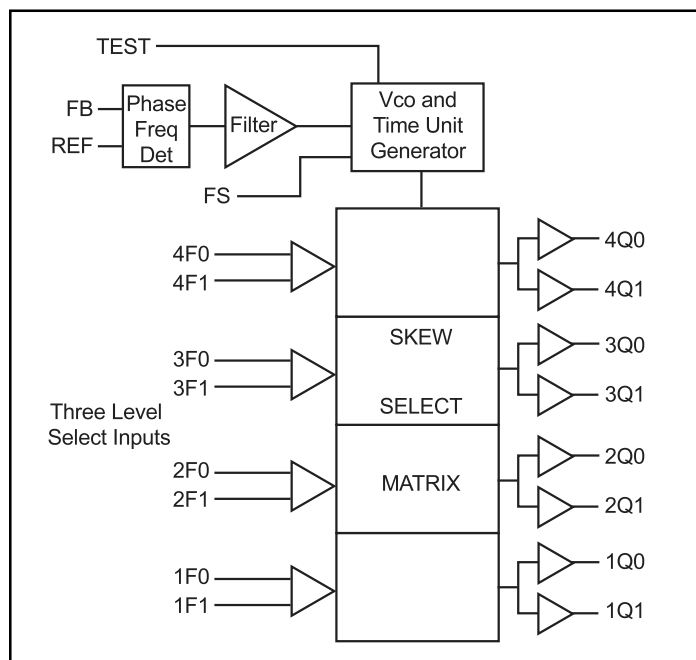 TEST
FB
REF
Phase
Freq
Det
Filter
Vco and
Time Unit
Generator
FS
4F0
4F1
4Q0
4Q1
3F0
3F1
SKEW
SELECT
3Q0
3Q1
Three Level
Select Inputs
2F0
2F1
MATRIX
2Q0
2Q1
1F0
1F1
1Q0
1Q1